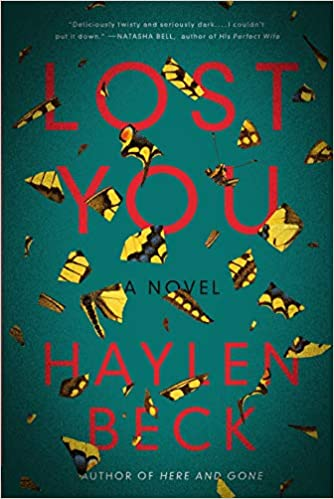 "Deliciously twisty and seriously dark.... I couldn't
put it down." —NATASHA BELL, author of His Perfect Wife
LOST
YOU
A NOVEL
HAYLEN
BECK
AUTHOR OF HERE AND GONE